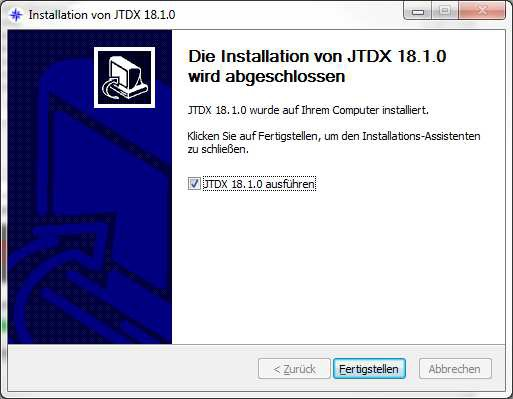 Installation von JTDX 18.1.0
Die Installation von JTDX 18.1.0
wird abgeschlossen
JTDX 18.1.0 wurde auf Ihrem Computer installiert.
Klicken Sie auf Fertigstellen, um den Installations-Assistenten
zu schließen.
JTDX 18.1.0 ausführen
< Zurück
Fertigstellen
Abbrechen